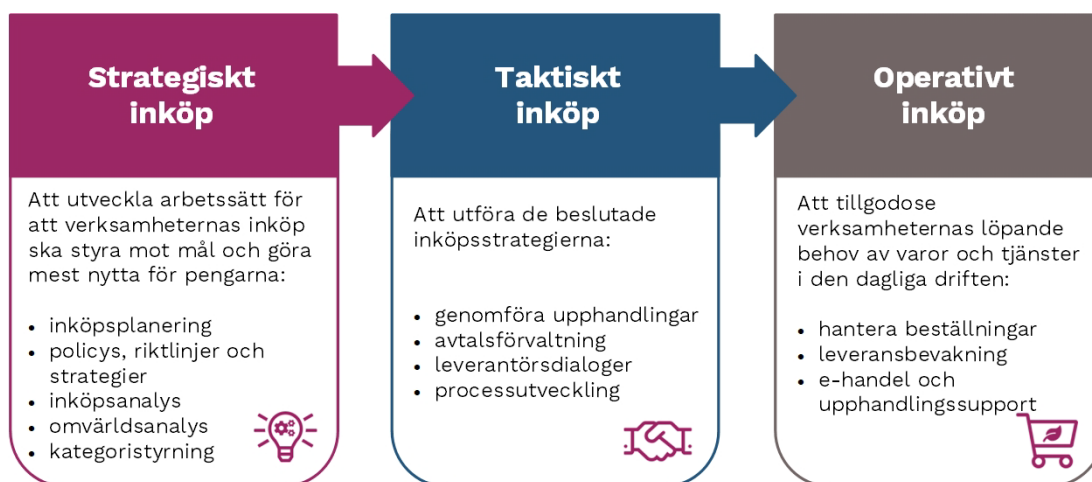 Strategiskt
inköp
Att utveckla arbetssätt för
att verksamheternas inköp
ska styra mot mål och göra
mest nytta för pengarna:
• inköpsplanering
• policys, riktlinjer och
strategier
• inköpsanalys
• omvärldsanalys
• kategoristyrning
Taktiskt
inköp
Att utföra de beslutade
inköpsstrategierna:
• genomföra upphandlingar
• avtalsförvaltning
• leverantörsdialoger
• processutveckling
Operativt
inköp
Att tillgodose
verksamheternas löpande
behov av varor och tjänster
i den dagliga driften:
• hantera beställningar
• leveransbevakning
• e-handel och
upphandlingssupport